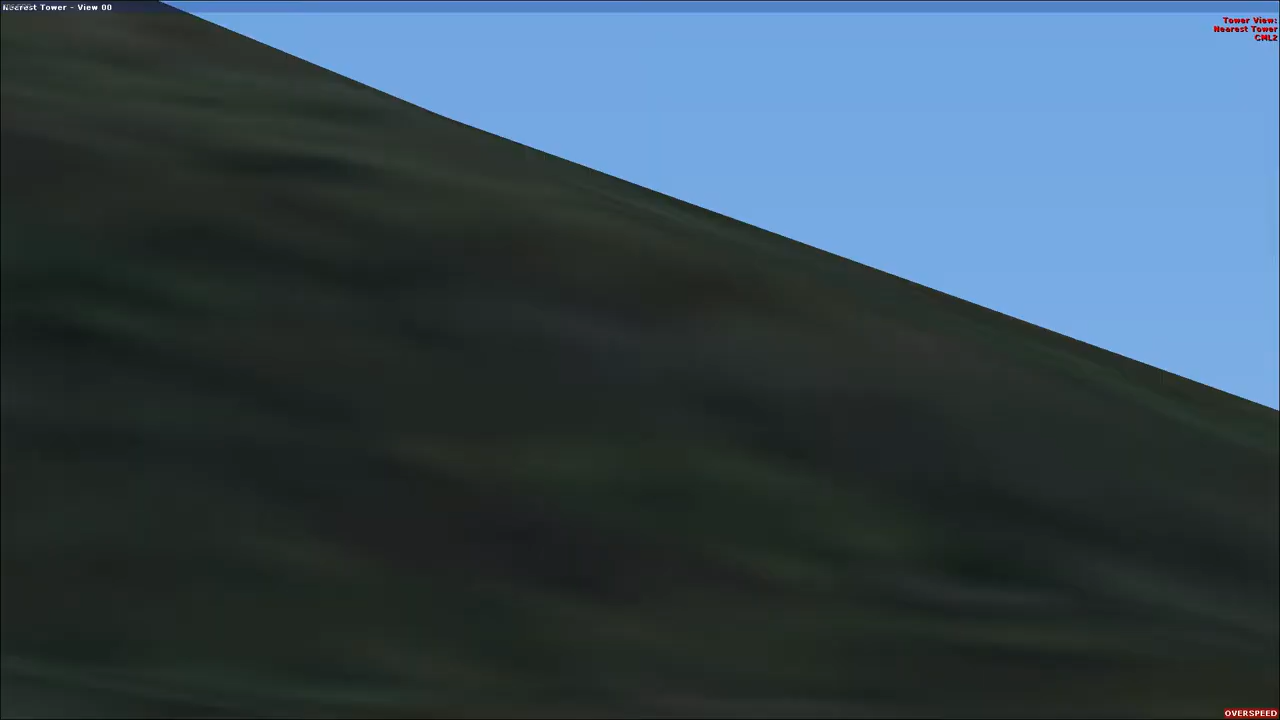 Nearest Tower - View 00
Tower View:
Nearest Tower
CML2
OVERSPEED